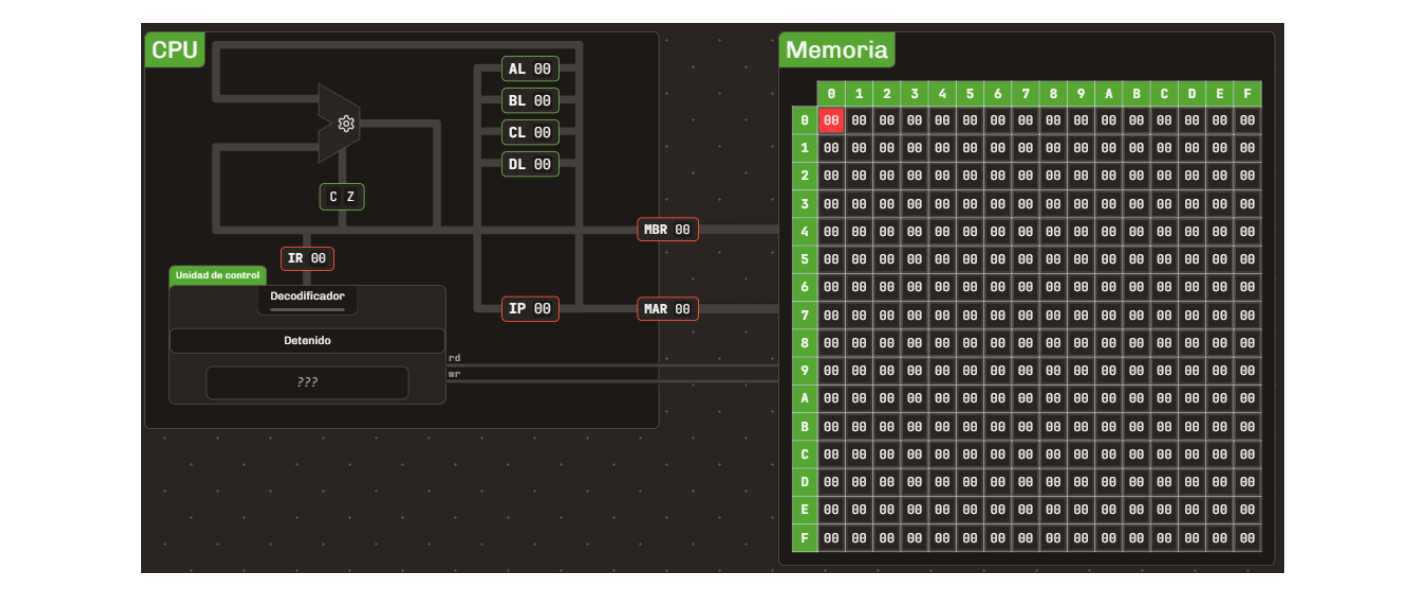 CPU
AL 00
BL 00
CL 00
DL 00
C Z
MBR 00
IR 00
Unidad de control
Decodificador
IP 00
MAR 00
Detenido
rd
wr
???
Memoria
0 1 2 3 4 5 6 7 8 9 A B C D E F
0 00 00 00 00 00 00 00 00 00 00 00 00 00 00 00 00
1 00 00 00 00 00 00 00 00 00 00 00 00 00 00 00 00
2 00 00 00 00 00 00 00 00 00 00 00 00 00 00 00 00
3 00 00 00 00 00 00 00 00 00 00 00 00 00 00 00 00
4 00 00 00 00 00 00 00 00 00 00 00 00 00 00 00 00
5 00 00 00 00 00 00 00 00 00 00 00 00 00 00 00 00
6 00 00 00 00 00 00 00 00 00 00 00 00 00 00 00 00
7 00 00 00 00 00 00 00 00 00 00 00 00 00 00 00 00
8 00 00 00 00 00 00 00 00 00 00 00 00 00 00 00 00
9 00 00 00 00 00 00 00 00 00 00 00 00 00 00 00 00
A 00 00 00 00 00 00 00 00 00 00 00 00 00 00 00 00
B 00 00 00 00 00 00 00 00 00 00 00 00 00 00 00 00
C 00 00 00 00 00 00 00 00 00 00 00 00 00 00 00 00
D 00 00 00 00 00 00 00 00 00 00 00 00 00 00 00 00
E 00 00 00 00 00 00 00 00 00 00 00 00 00 00 00 00
F 00 00 00 00 00 00 00 00 00 00 00 00 00 00 00 00